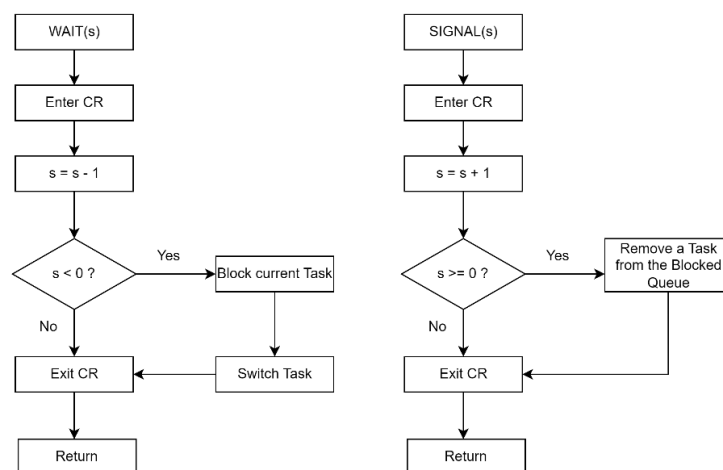 WAIT(s)
Enter CR
s = s - 1
s < 0 ?
Yes
Block current Task
No
Switch Task
Exit CR
Return
SIGNAL(s)
Enter CR
s = s + 1
s >= 0 ?
Yes
Remove a Task
from the Blocked
Queue
No
Exit CR
Return